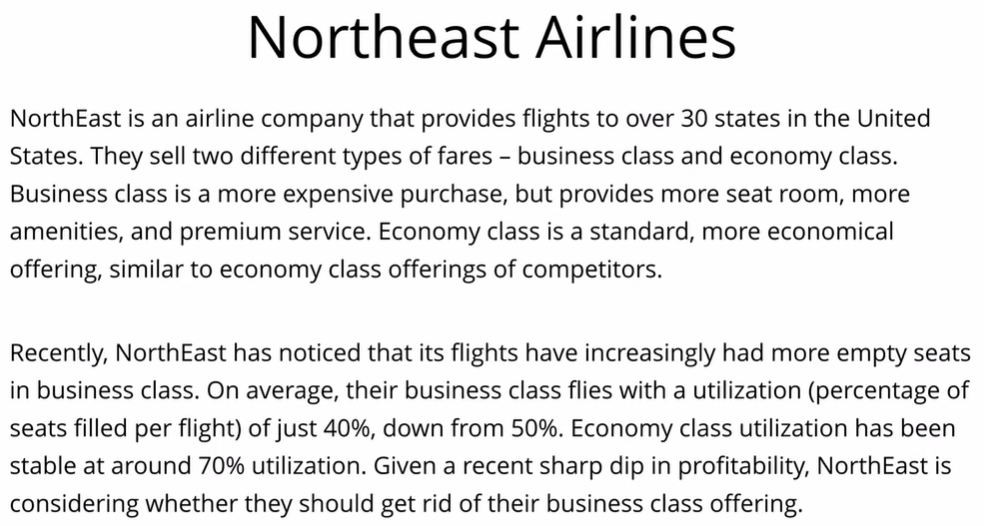 Northeast Airlines
NorthEast is an airline company that provides flights to over 30 states in the United
States. They sell two different types of fares – business class and economy class.
Business class is a more expensive purchase, but provides more seat room, more
amenities, and premium service. Economy class is a standard, more economical
offering, similar to economy class offerings of competitors.
Recently, NorthEast has noticed that its flights have increasingly had more empty seats
in business class. On average, their business class flies with a utilization (percentage of
seats filled per flight) of just 40%, down from 50%. Economy class utilization has been
stable at around 70% utilization. Given a recent sharp dip in profitability, NorthEast is
considering whether they should get rid of their business class offering.